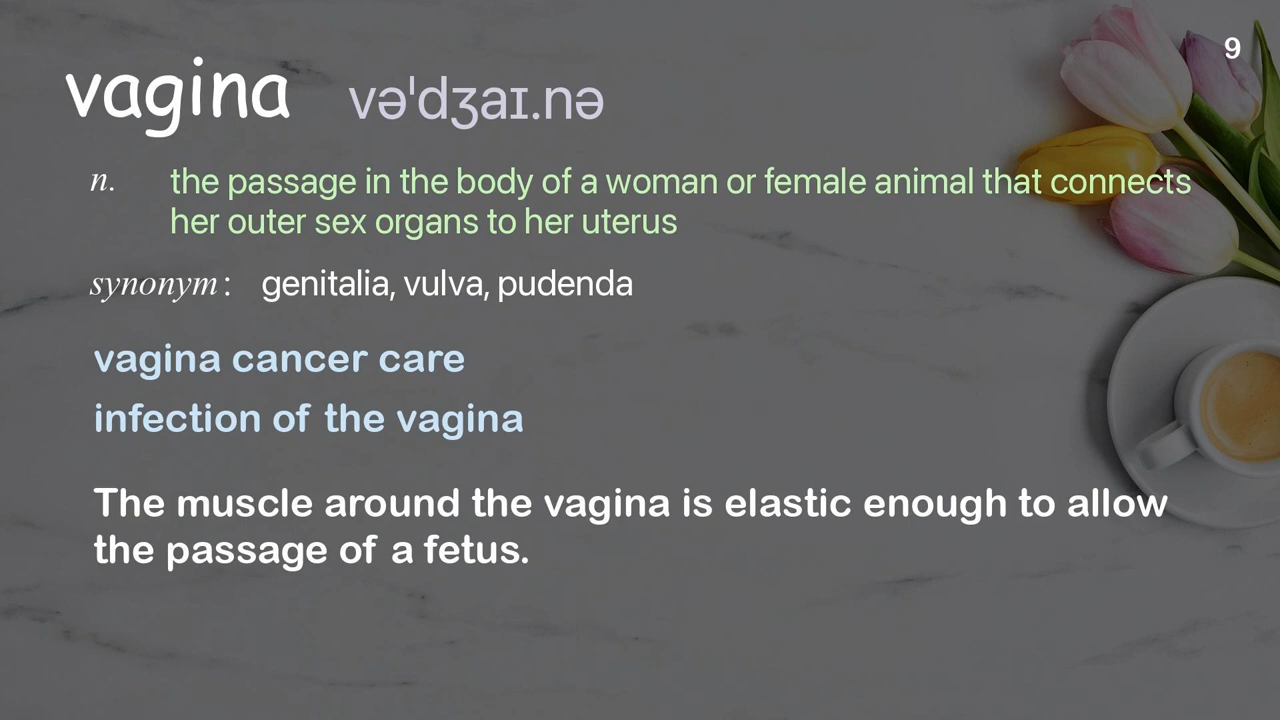 9
vagina vəˈdʒaɪ.nə
n. the passage in the body of a woman or female animal that connects
her outer sex organs to her uterus
synonym: genitalia, vulva, pudenda
vagina cancer care
infection of the vagina
The muscle around the vagina is elastic enough to allow
the passage of a fetus.